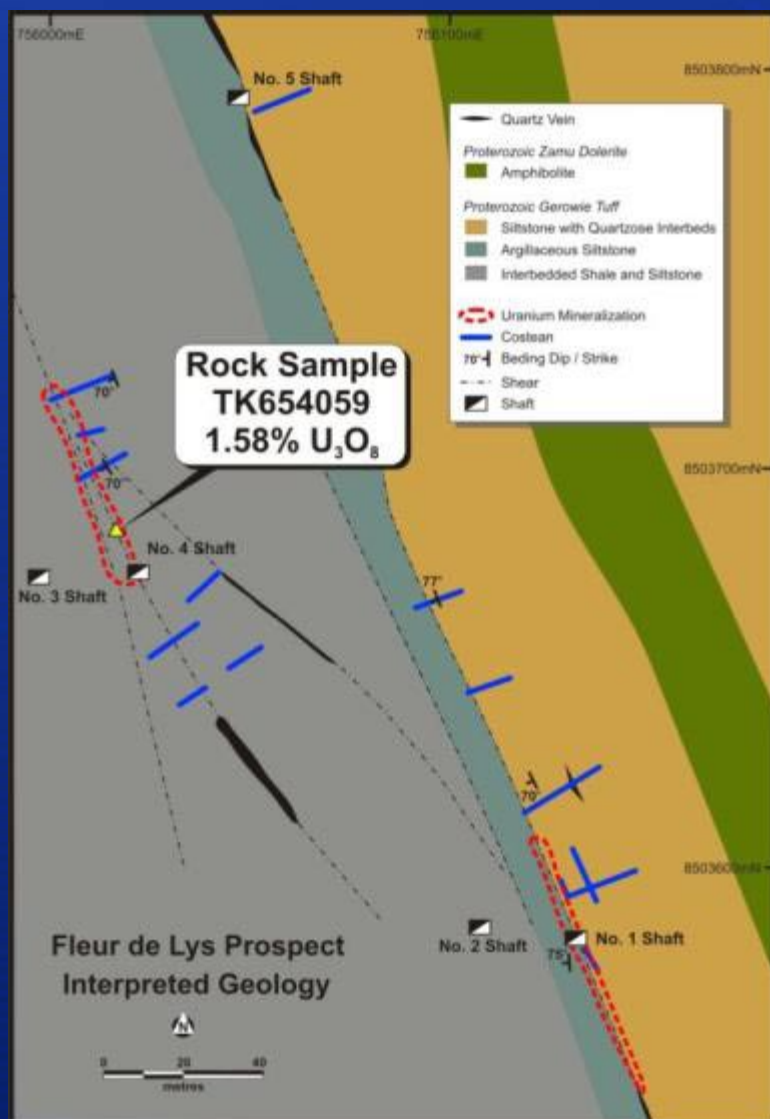 756000mE
756100mE
8503800mN
No. 5 Shaft
Quartz Vein
Proterozoic Zamu Dolerite
Amphibolite
Proterozoic Gerowie Tuff
Siltstone with Quartzose Interbeds
Argillaceous Siltstone
Interbedded Shale and Siltstone
Uranium Mineralization
Costean
70° Beding Dip / Strike
Shear
Shaft
Rock Sample
TK654059
1.58% U₃O₈
70°
8503700mN
70°
No. 4 Shaft
No. 3 Shaft
77°
70°
8503600mN
No. 2 Shaft
No. 1 Shaft
75°
Fleur de Lys Prospect
Interpreted Geology
N
0 20 40
metres